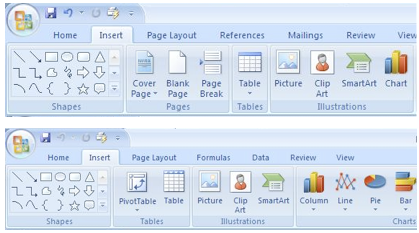 Home Insert Page Layout References Mailings Review View
Cover Page Blank Page Page Break Table Picture Clip Art SmartArt Chart
Shapes Pages Tables Illustrations
Home Insert Page Layout Formulas Data Review View
PivotTable Table Picture Clip Art SmartArt Column Line Pie Bar
Shapes Tables Illustrations Charts